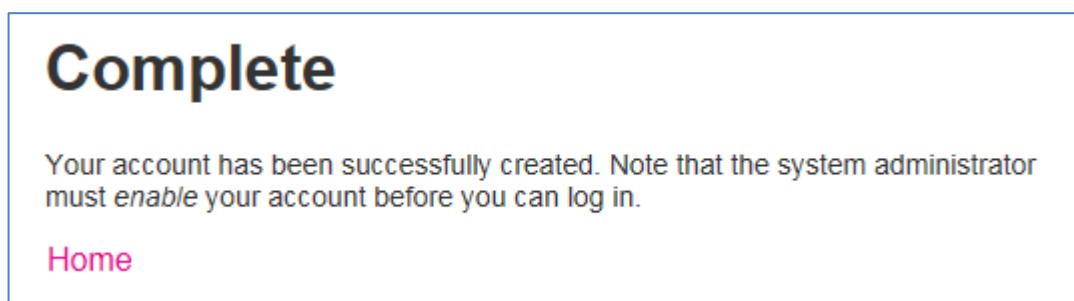 Complete
Your account has been successfully created. Note that the system administrator
must enable your account before you can log in.
Home